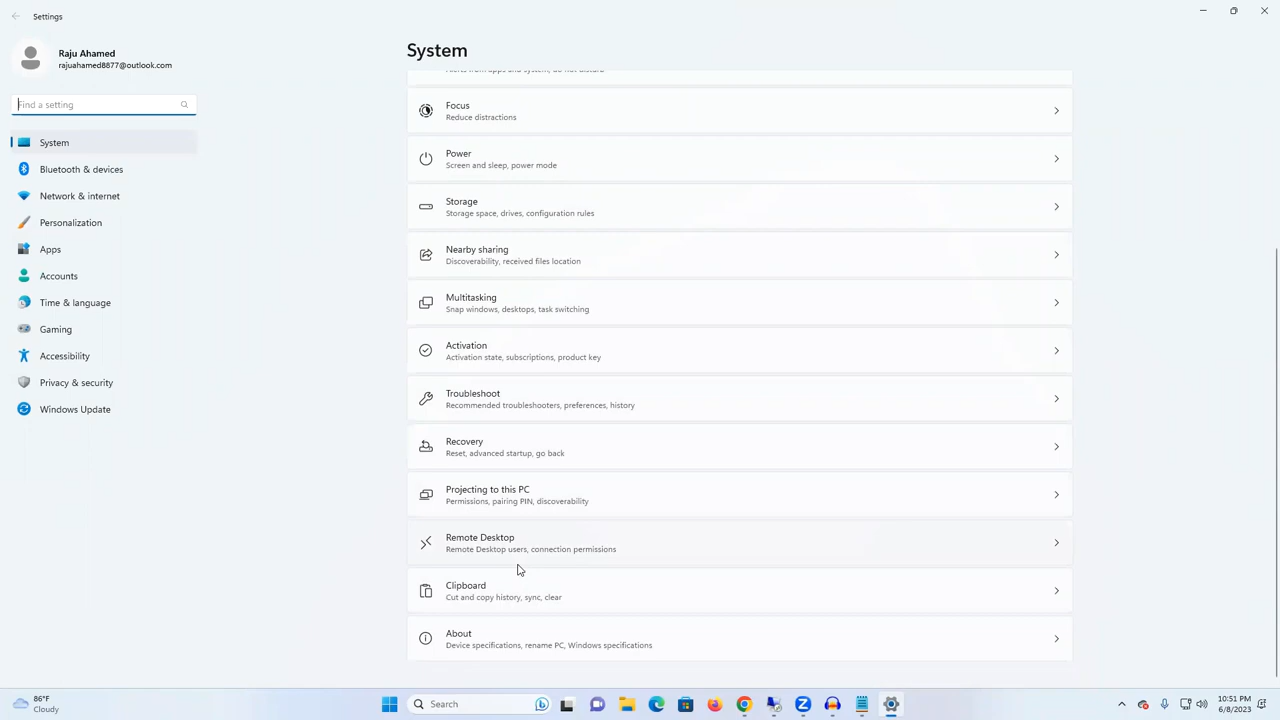 Settings
Raju Ahamed
rajuahamed8877@outlook.com
Find a setting
System
Bluetooth & devices
Network & internet
Personalization
Apps
Accounts
Time & language
Gaming
Accessibility
Privacy & security
Windows Update
System
Focus
Reduce distractions
Power
Screen and sleep, power mode
Storage
Storage space, drives, configuration rules
Nearby sharing
Discoverability, received files location
Multitasking
Snap windows, desktops, task switching
Activation
Activation state, subscriptions, product key
Troubleshoot
Recommended troubleshooters, preferences, history
Recovery
Reset, advanced startup, go back
Projecting to this PC
Permissions, pairing PIN, discoverability
Remote Desktop
Remote Desktop users, connection permissions
Clipboard
Cut and copy history, sync, clear
About
Device specifications, rename PC, Windows specifications
86°F
Cloudy
Search
10:51 AM
6/8/2023